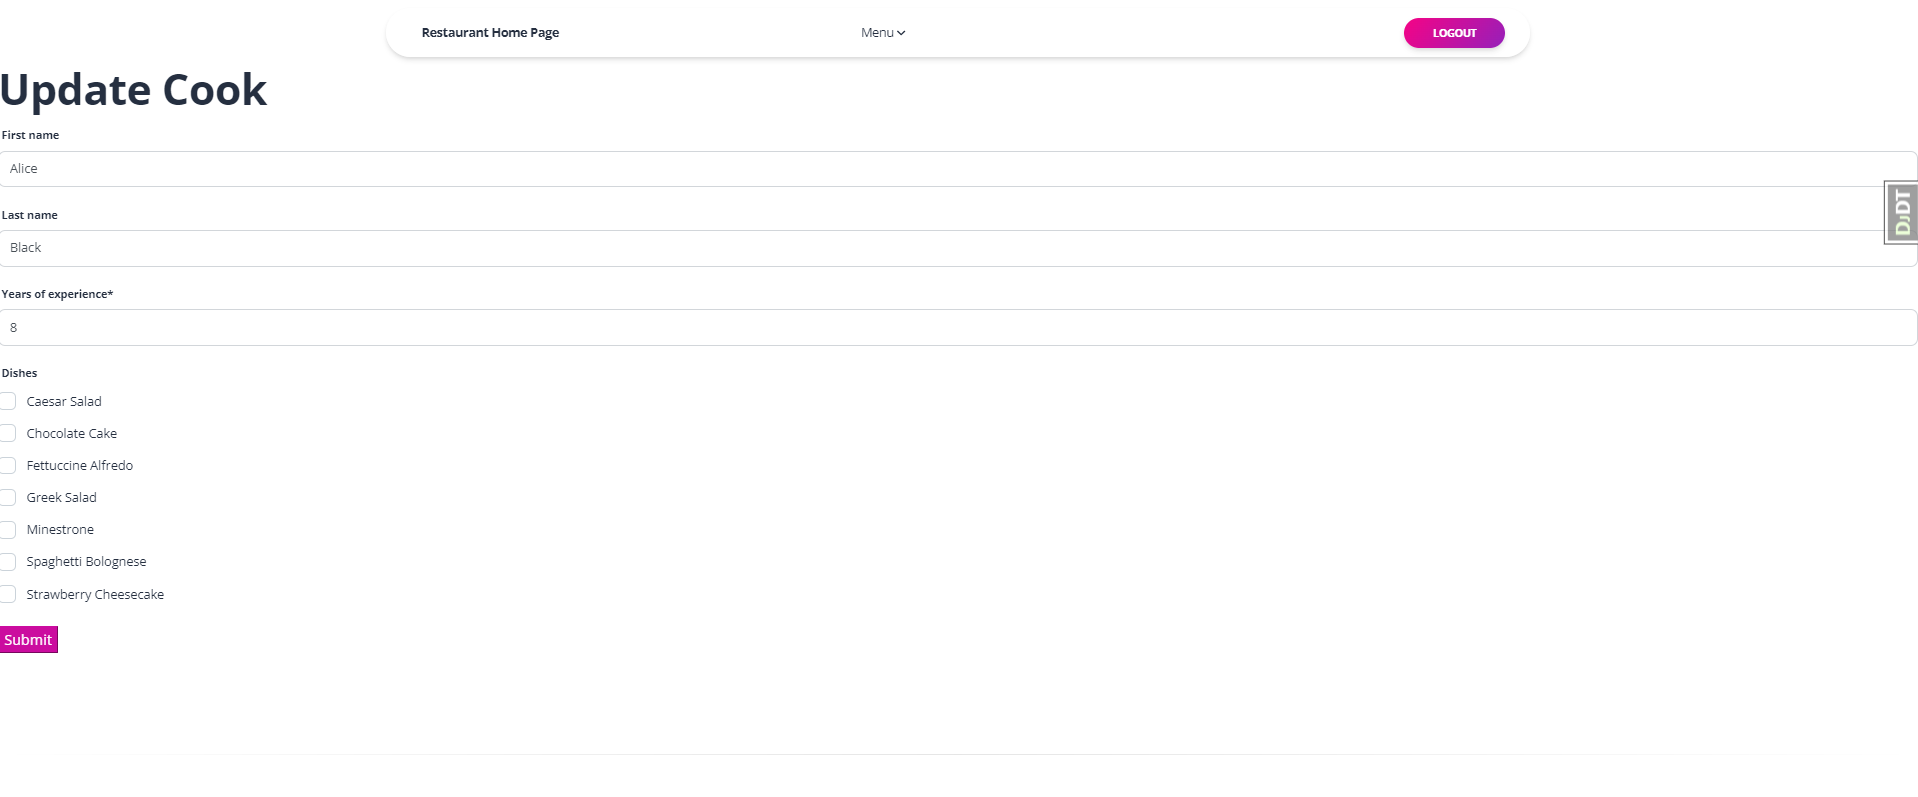 Restaurant Home Page
Menu
LOGOUT
Update Cook
First name
Alice
DJDT
Last name
Black
Years of experience*
8
Dishes
Caesar Salad
Chocolate Cake
Fettuccine Alfredo
Greek Salad
Minestrone
Spaghetti Bolognese
Strawberry Cheesecake
Submit